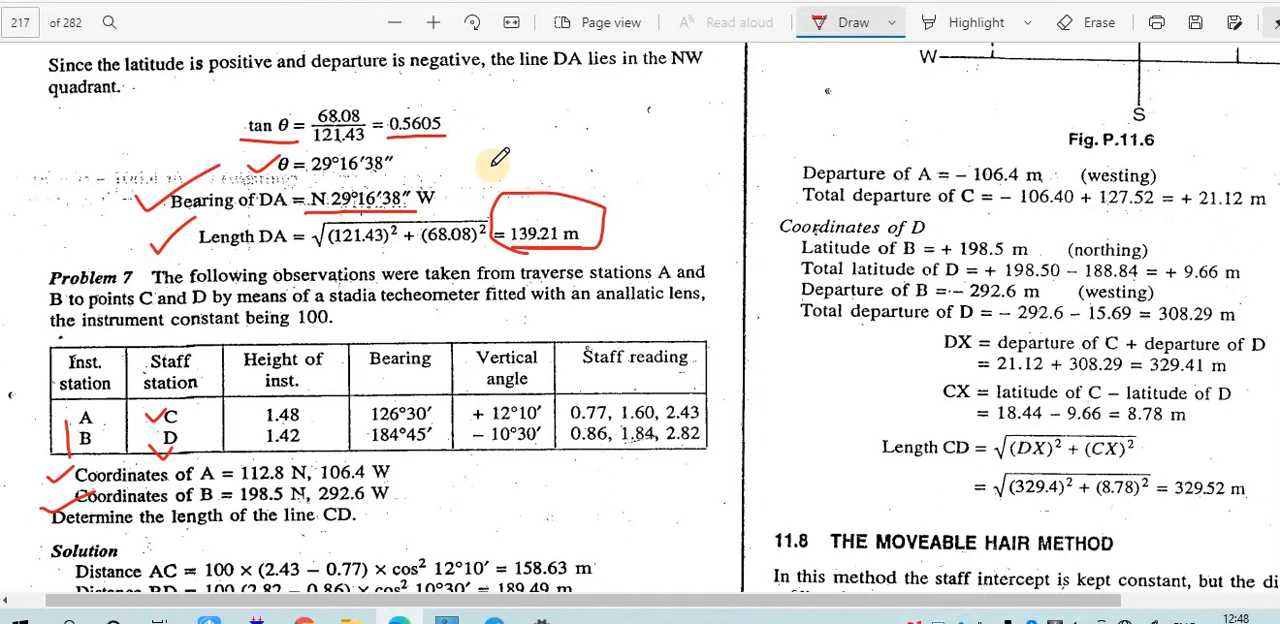 217 of 282 Page view Read aloud Draw Highlight Erase
Since the latitude is positive and departure is negative, the line DA lies in the NW
quadrant.
tan θ = 68.08 / 121.43 = 0.5605
θ = 29°16′38″
Bearing of DA = N 29°16′38″ W
Length DA = √(121.43)² + (68.08)² = 139.21 m
Problem 7 The following observations were taken from traverse stations A and
B to points C and D by means of a stadia techeometer fitted with an anallatic lens,
the instrument constant being 100.
Inst. station Staff station Height of inst. Bearing Vertical angle Staff reading
A C 1.48 126°30′ + 12°10′ 0.77, 1.60, 2.43
B D 1.42 184°45′ − 10°30′ 0.86, 1.84, 2.82
Coordinates of A = 112.8 N, 106.4 W
Coordinates of B = 198.5 N, 292.6 W
Determine the length of the line CD.
Solution
Distance AC = 100 × (2.43 − 0.77) × cos² 12°10′ = 158.63 m
Distance BD = 100 (2.82 − 0.86) × cos² 10°30′ = 189.49 m
W
S
Fig. P.11.6
Departure of A = − 106.4 m (westing)
Total departure of C = − 106.40 + 127.52 = + 21.12 m
Coordinates of D
Latitude of B = + 198.5 m (northing)
Total latitude of D = + 198.50 − 188.84 = + 9.66 m
Departure of B = − 292.6 m (westing)
Total departure of D = − 292.6 − 15.69 = 308.29 m
DX = departure of C + departure of D
= 21.12 + 308.29 = 329.41 m
CX = latitude of C − latitude of D
= 18.44 − 9.66 = 8.78 m
Length CD = √(DX)² + (CX)²
= √(329.4)² + (8.78)² = 329.52 m
11.8 THE MOVEABLE HAIR METHOD
In this method the staff intercept is kept constant, but the di
12:48